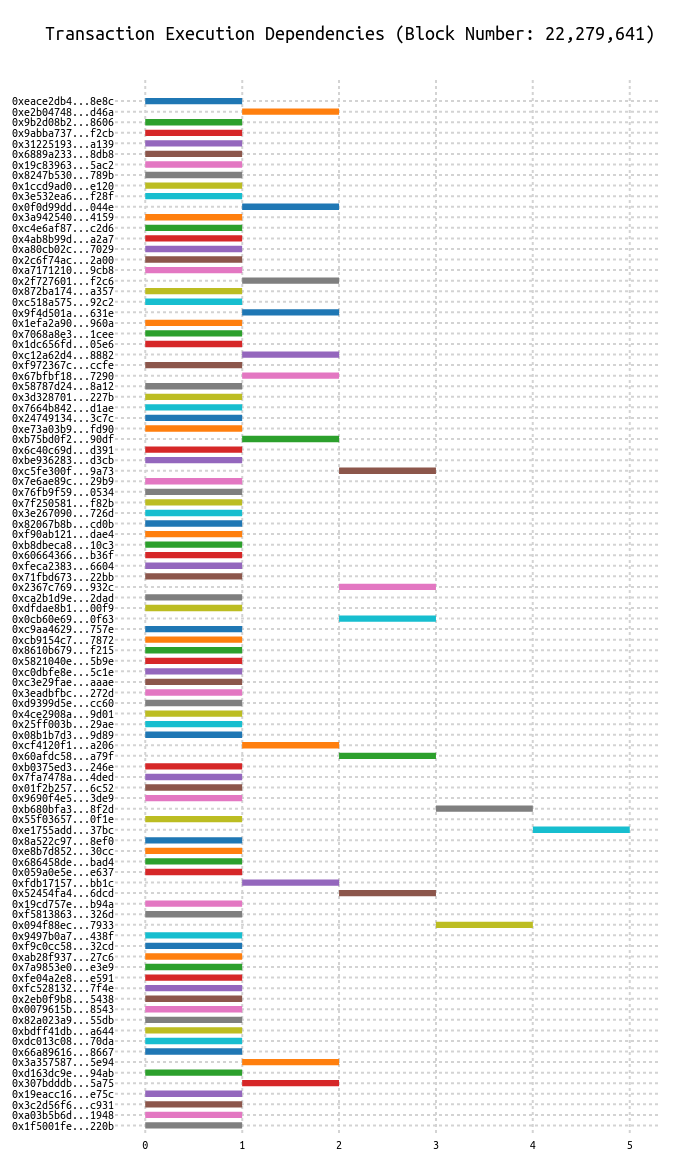 Transaction Execution Dependencies (Block Number: 22,279,641)
0xeace2db4...8e8c
0xe2b04748...d46a
0x9b2d08b2...8606
0x9abba737...f2cb
0x31225193...a139
0x6889a233...8db8
0x19c83963...5ac2
0x8247b530...789b
0x1ccd9ad0...e120
0x3e532ea6...f28f
0x0f0d99dd...044e
0x3a942540...4159
0xc4e6af87...c2d6
0x4ab8b99d...a2a7
0xa80cb02c...7029
0x2c6f74ac...2a00
0xa7171210...9cb8
0x2f727601...f2c6
0x872ba174...a357
0xc518a575...92c2
0x9f4d501a...631e
0x1efa2a90...960a
0x7068a8e3...1cee
0x1dc656fd...05e6
0xc12a62d4...8882
0xf972367c...ccfe
0x67bfbf18...7290
0x58787d24...8a12
0x3d328701...227b
0x7664b842...d1ae
0x24749134...3c7c
0xe73a03b9...fd90
0xb75bd0f2...90df
0x6c40c69d...d391
0xbe936283...d3cb
0xc5fe300f...9a73
0x7e6ae89c...29b9
0x76fb9f59...0534
0x7f250581...f82b
0x3e267090...726d
0x82067b8b...cd0b
0xf90ab121...dae4
0xb8dbeca8...10c3
0x60664366...b36f
0xfeca2383...6604
0x71fbd673...22bb
0x2367c769...932c
0xca2b1d9e...2dad
0xdfdae8b1...00f9
0x0cb60e69...0f63
0xc9aa4629...757e
0xcb9154c7...7872
0x8610b679...f215
0x5821040e...5b9e
0xc0dbfe8e...5c1e
0xc3e29fae...aaae
0x3eadbfbc...272d
0xd9399d5e...cc60
0x4ce2908a...9d01
0x25ff003b...29ae
0x08b1b7d3...9d89
0xcf4120f1...a206
0x60afdc58...a79f
0xb0375ed3...246e
0x7fa7478a...4ded
0x01f2b257...6c52
0x9690f4e5...3de9
0xb680bfa3...8f2d
0x55f03657...0f1e
0xe1755add...37bc
0x8a522c97...8ef0
0xe8b7d852...30cc
0x686458de...bad4
0x059a0e5e...e637
0xfdb17157...bb1c
0x52454fa4...6dcd
0x19cd757e...b94a
0xf5813863...326d
0x094f88ec...7933
0x9497b0a7...438f
0xf9c0cc58...32cd
0xab28f937...27c6
0x7a9853e0...e3e9
0xfe04a2e8...e591
0xfc528132...7f4e
0x2eb0f9b8...5438
0x0079615b...8543
0x82a023a9...55db
0xbdff41db...a644
0xdc013c08...70da
0x66a89616...8667
0x3a357587...5e94
0xd163dc9e...94ab
0x307bdddb...5a75
0x19eacc16...e75c
0x3c2d56f6...c931
0xa03b5b6d...1948
0x1f5001fe...220b
0 1 2 3 4 5